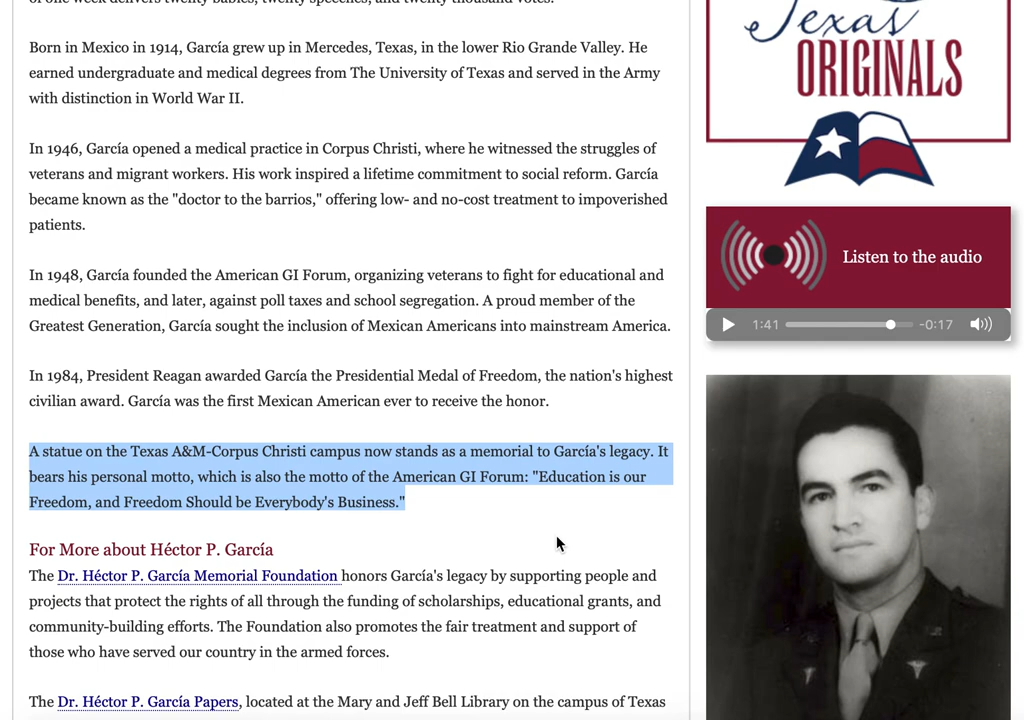 of one week delivers twenty babies, twenty speeches, and twenty thousand votes."
Born in Mexico in 1914, García grew up in Mercedes, Texas, in the lower Rio Grande Valley. He
earned undergraduate and medical degrees from The University of Texas and served in the Army
with distinction in World War II.
In 1946, García opened a medical practice in Corpus Christi, where he witnessed the struggles of
veterans and migrant workers. His work inspired a lifetime commitment to social reform. García
became known as the "doctor to the barrios," offering low- and no-cost treatment to impoverished
patients.
In 1948, García founded the American GI Forum, organizing veterans to fight for educational and
medical benefits, and later, against poll taxes and school segregation. A proud member of the
Greatest Generation, García sought the inclusion of Mexican Americans into mainstream America.
In 1984, President Reagan awarded García the Presidential Medal of Freedom, the nation's highest
civilian award. García was the first Mexican American ever to receive the honor.
A statue on the Texas A&M-Corpus Christi campus now stands as a memorial to García's legacy. It
bears his personal motto, which is also the motto of the American GI Forum: "Education is our
Freedom, and Freedom Should be Everybody's Business."
For More about Héctor P. García
The Dr. Héctor P. García Memorial Foundation honors García's legacy by supporting people and
projects that protect the rights of all through the funding of scholarships, educational grants, and
community-building efforts. The Foundation also promotes the fair treatment and support of
those who have served our country in the armed forces.
The Dr. Héctor P. García Papers, located at the Mary and Jeff Bell Library on the campus of Texas
Texas
ORIGINALS
Listen to the audio
1:41
-0:17